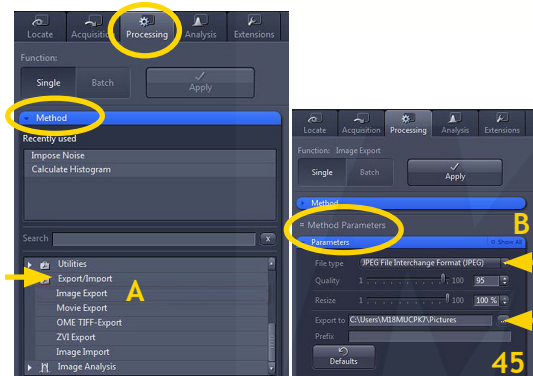 Locate Acquisition Processing Analysis Extensions
Function:
Single Batch Apply
Method
Recently used
Impose Noise
Calculate Histogram
Search x
Utilities
Export/Import
Image Export
A
Movie Export
OME TIFF-Export
ZVI Export
Image Import
Image Analysis
Locate Acquisition Processing Analysis Extensions
Function: Image Export
Single Batch Apply
Method
Method Parameters
B
Parameters Show All
File type JPEG File Interchange Format (JPEG)
Quality 1 100 95
Resize 1 100 100 %
Export to C:\Users\M18MUCPK7\Pictures ...
Prefix
Defaults
45